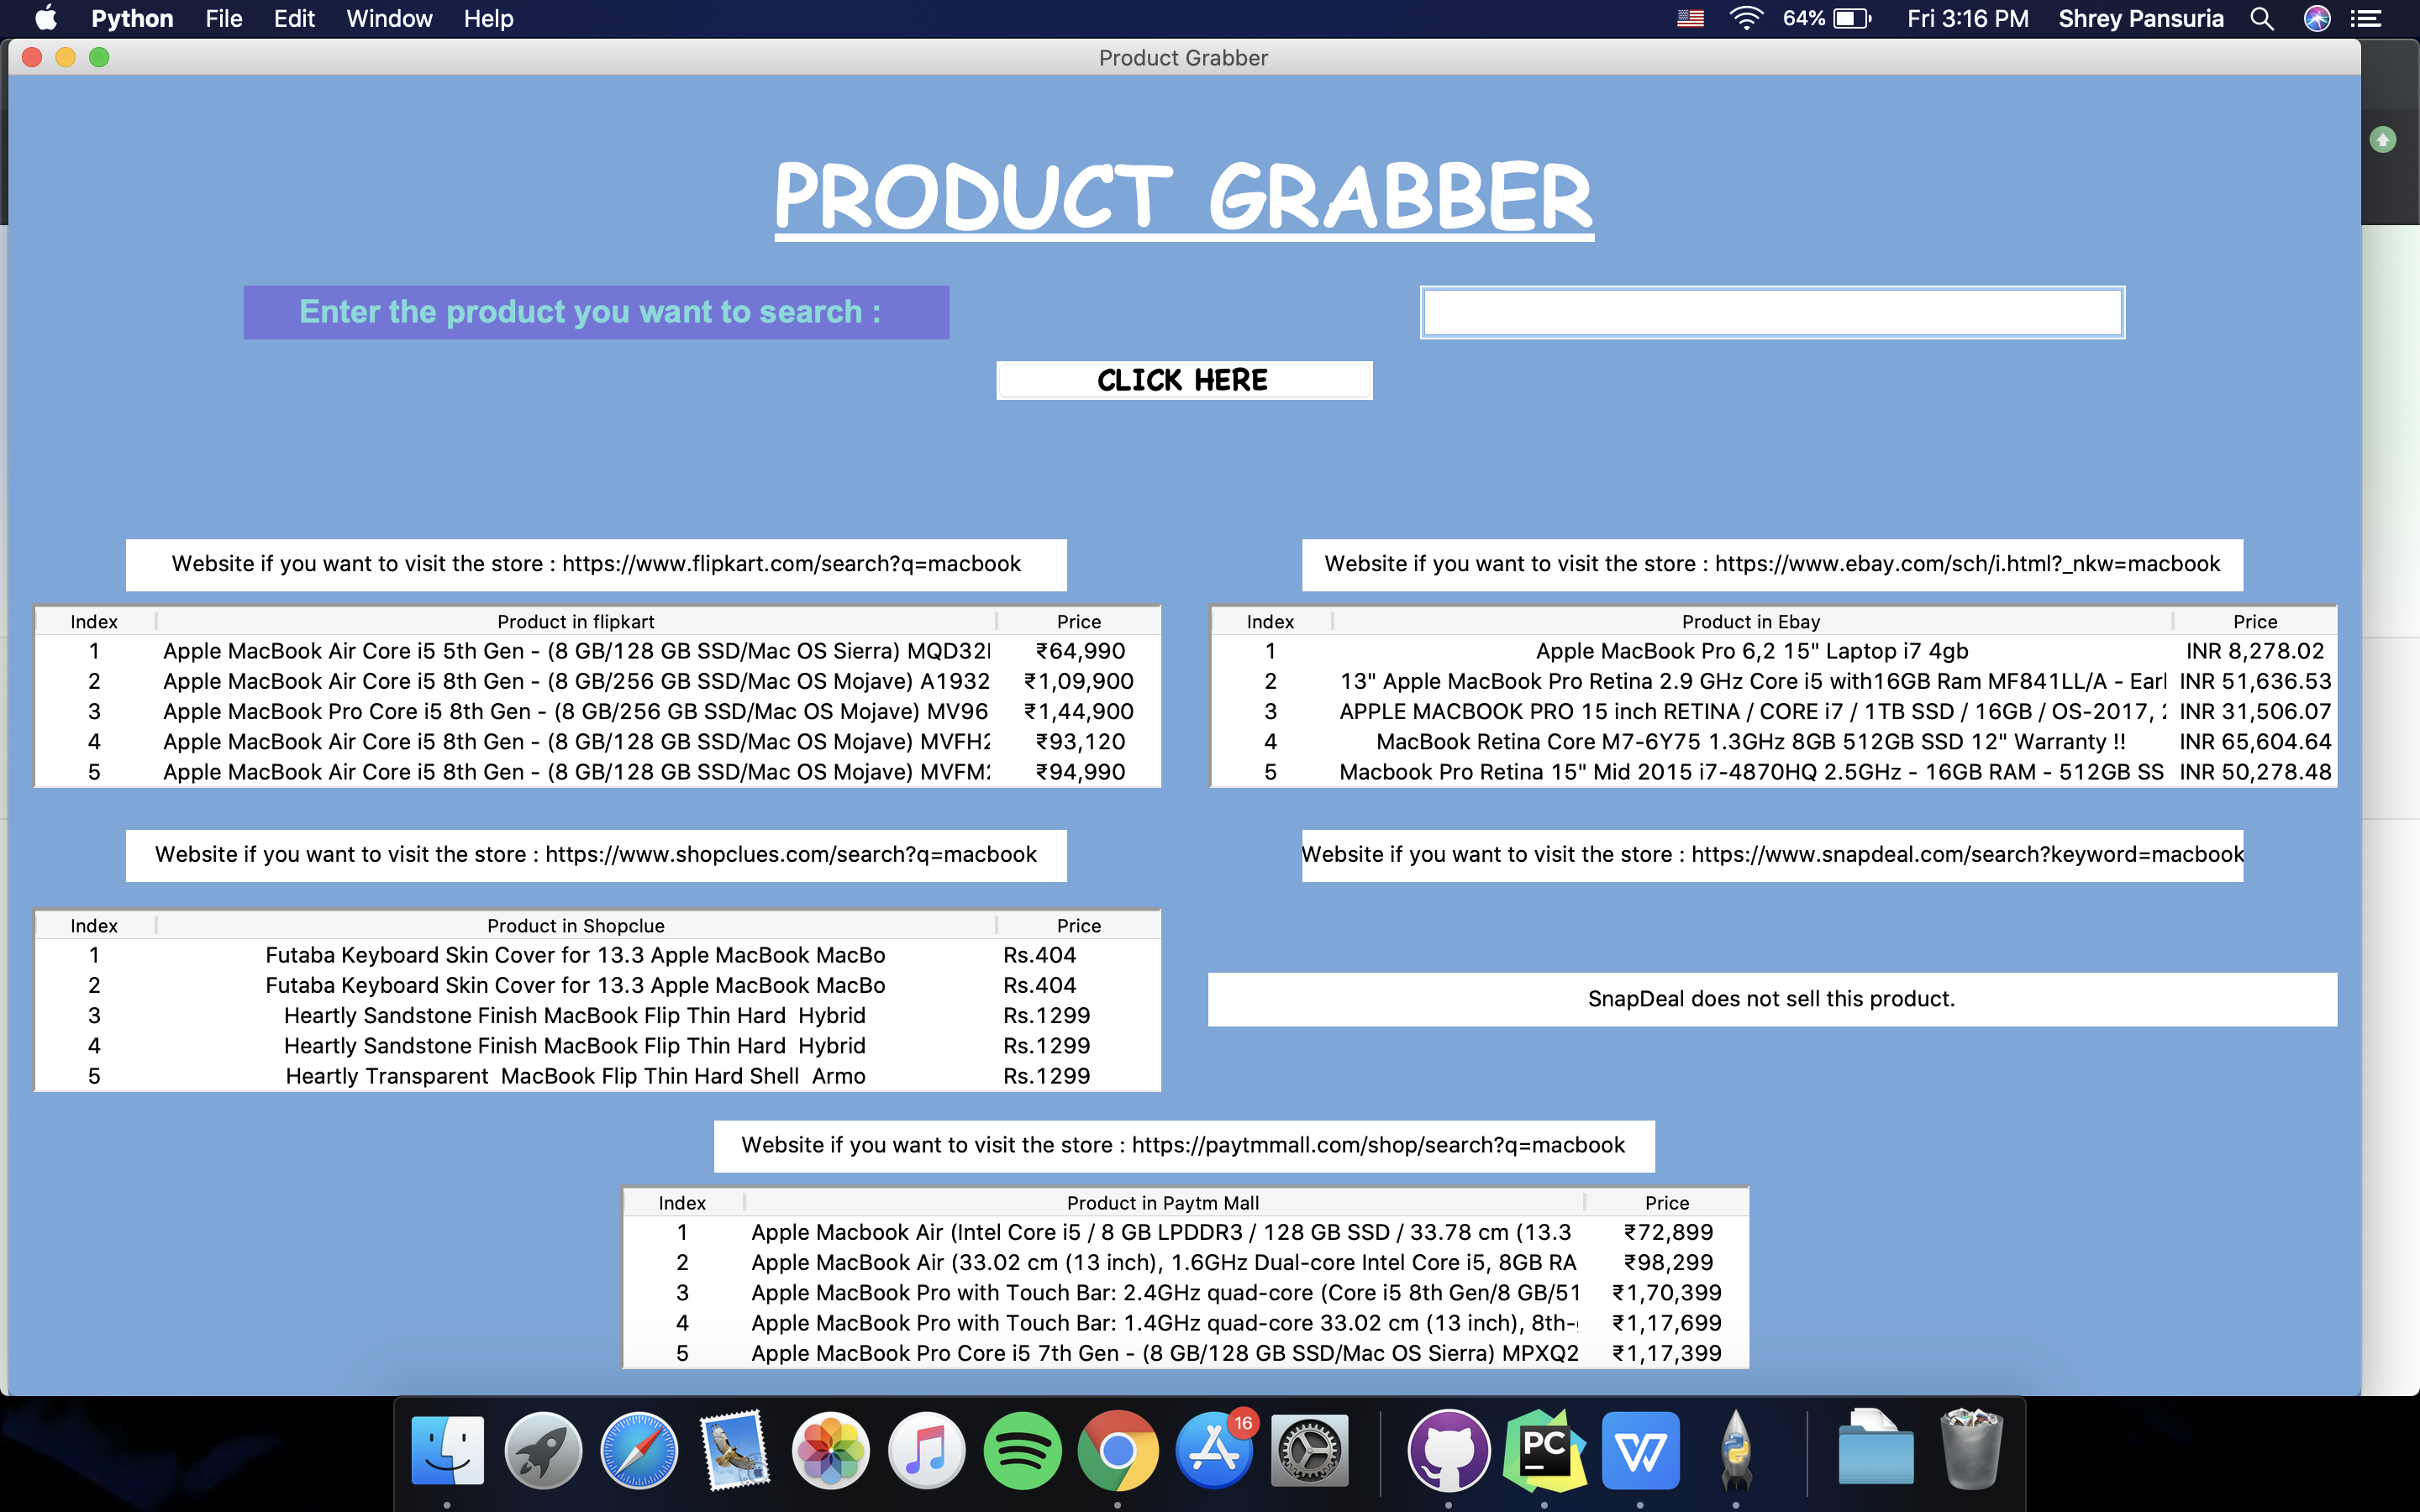 Python File Edit Window Help 64% Fri 3:16 PM Shrey Pansuria
Product Grabber
PRODUCT GRABBER
Enter the product you want to search :
CLICK HERE
Website if you want to visit the store : https://www.flipkart.com/search?q=macbook
Index Product in flipkart Price
1 Apple MacBook Air Core i5 5th Gen - (8 GB/128 GB SSD/Mac OS Sierra) MQD32 ₹64,990
2 Apple MacBook Air Core i5 8th Gen - (8 GB/256 GB SSD/Mac OS Mojave) A1932 ₹1,09,900
3 Apple MacBook Pro Core i5 8th Gen - (8 GB/256 GB SSD/Mac OS Mojave) MV96 ₹1,44,900
4 Apple MacBook Air Core i5 8th Gen - (8 GB/128 GB SSD/Mac OS Mojave) MVFH2 ₹93,120
5 Apple MacBook Air Core i5 8th Gen - (8 GB/128 GB SSD/Mac OS Mojave) MVFM2 ₹94,990
Website if you want to visit the store : https://www.ebay.com/sch/i.html?_nkw=macbook
Index Product in Ebay Price
1 Apple MacBook Pro 6,2 15" Laptop i7 4gb INR 8,278.02
2 13" Apple MacBook Pro Retina 2.9 GHz Core i5 with16GB Ram MF841LL/A - Earl INR 51,636.53
3 APPLE MACBOOK PRO 15 inch RETINA / CORE i7 / 1TB SSD / 16GB / OS-2017, INR 31,506.07
4 MacBook Retina Core M7-6Y75 1.3GHz 8GB 512GB SSD 12" Warranty !! INR 65,604.64
5 Macbook Pro Retina 15" Mid 2015 i7-4870HQ 2.5GHz - 16GB RAM - 512GB SS INR 50,278.48
Website if you want to visit the store : https://www.shopclues.com/search?q=macbook
Index Product in Shopclue Price
1 Futaba Keyboard Skin Cover for 13.3 Apple MacBook MacBo Rs.404
2 Futaba Keyboard Skin Cover for 13.3 Apple MacBook MacBo Rs.404
3 Heartly Sandstone Finish MacBook Flip Thin Hard Hybrid Rs.1299
4 Heartly Sandstone Finish MacBook Flip Thin Hard Hybrid Rs.1299
5 Heartly Transparent MacBook Flip Thin Hard Shell Armo Rs.1299
Website if you want to visit the store : https://www.snapdeal.com/search?keyword=macbook
SnapDeal does not sell this product.
Website if you want to visit the store : https://paytmmall.com/shop/search?q=macbook
Index Product in Paytm Mall Price
1 Apple Macbook Air (Intel Core i5 / 8 GB LPDDR3 / 128 GB SSD / 33.78 cm (13.3 ₹72,899
2 Apple MacBook Air (33.02 cm (13 inch), 1.6GHz Dual-core Intel Core i5, 8GB RA ₹98,299
3 Apple MacBook Pro with Touch Bar: 2.4GHz quad-core (Core i5 8th Gen/8 GB/51 ₹1,70,399
4 Apple MacBook Pro with Touch Bar: 1.4GHz quad-core 33.02 cm (13 inch), 8th- ₹1,17,699
5 Apple MacBook Pro Core i5 7th Gen - (8 GB/128 GB SSD/Mac OS Sierra) MPXQ2 ₹1,17,399
16
PC